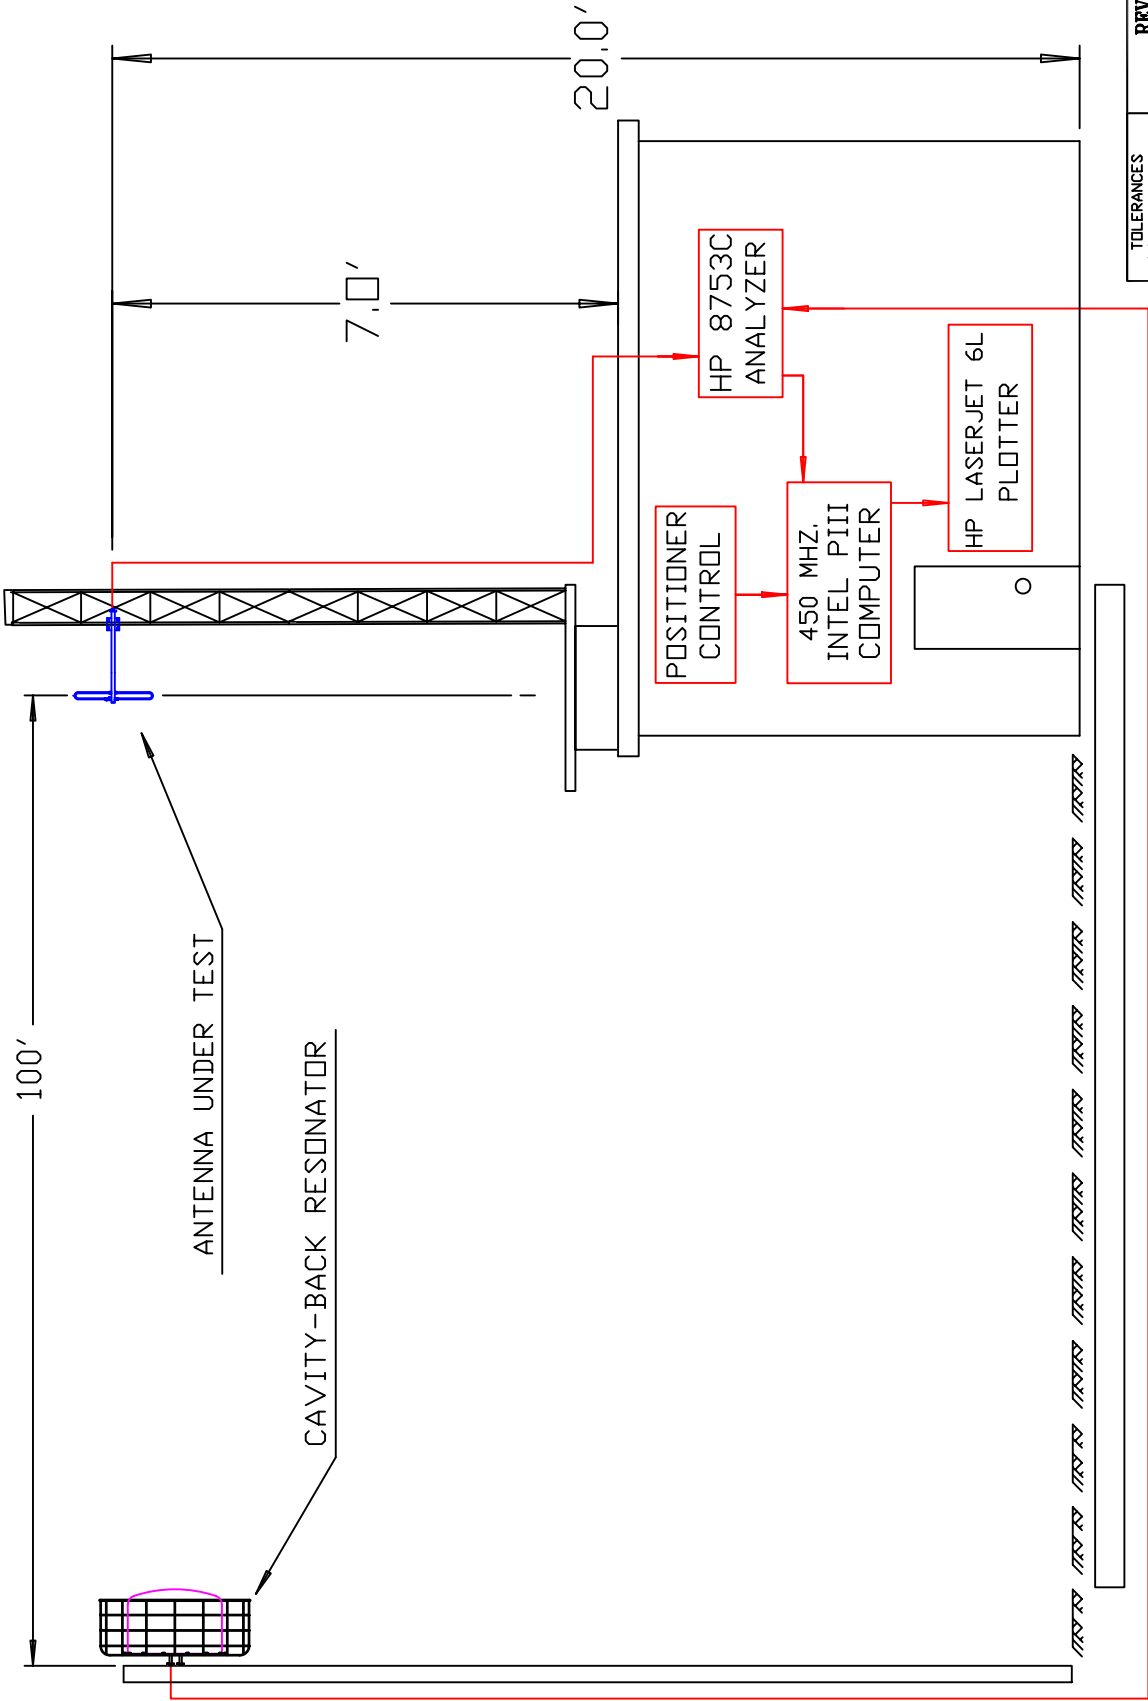 100′
ANTENNA UNDER TEST
CAVITY-BACK RESONATOR
7.0′
20.0′
HP 8753C
ANALYZER
POSITIONER
CONTROL
450 MHZ.
INTEL PIII
COMPUTER
HP LASERJET 6L
PLOTTER
TOLERANCES
REV